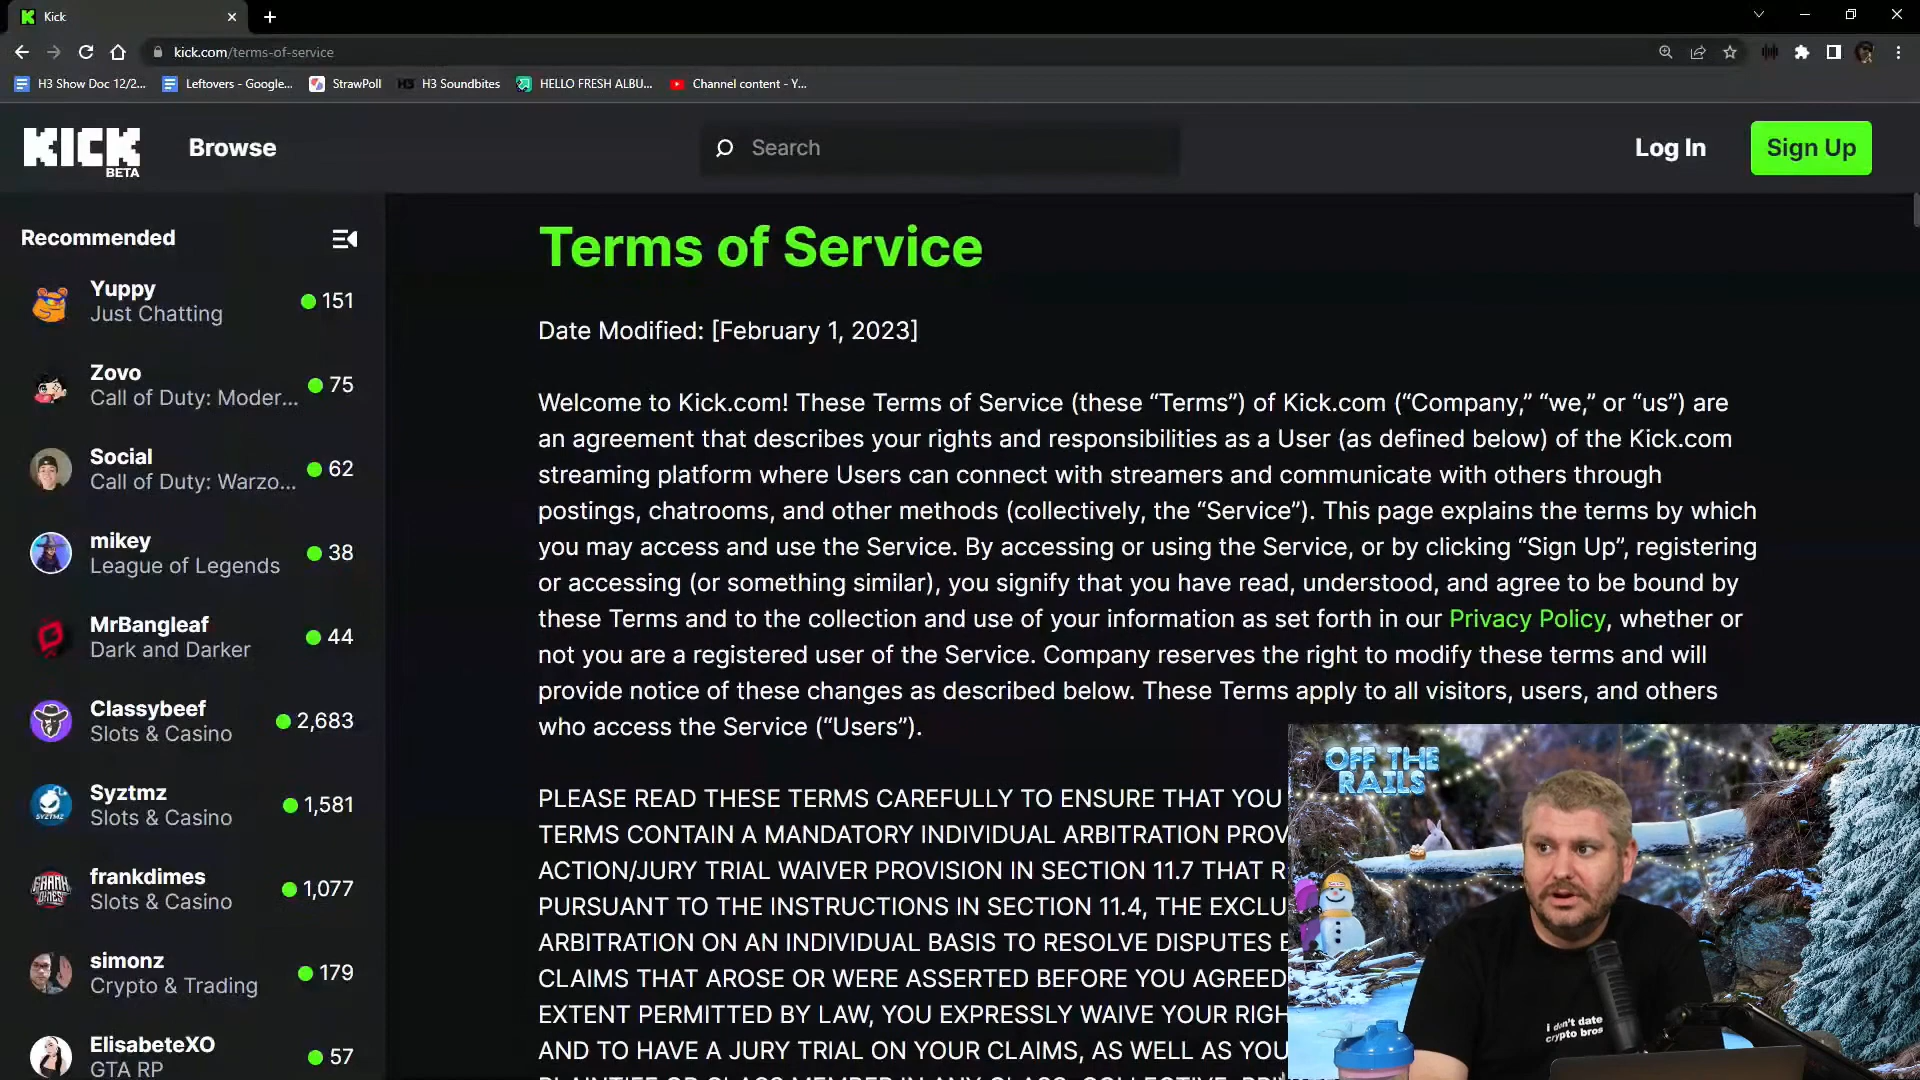 Kick
kick.com/terms-of-service
H3 Show Doc 12/2...
Leftovers - Google...
StrawPoll
H3 Soundbites
HELLO FRESH ALBU...
Channel content - Y...
KICK
BETA
Browse
Search
Log In
Sign Up
Recommended
Yuppy
Just Chatting
151
Zovo
Call of Duty: Moder...
75
Social
Call of Duty: Warzo...
62
mikey
League of Legends
38
MrBangleaf
Dark and Darker
44
Classybeef
Slots & Casino
2,683
Syztmz
Slots & Casino
1,581
frankdimes
Slots & Casino
1,077
simonz
Crypto & Trading
179
ElisabeteXO
GTA RP
57
Terms of Service
Date Modified: [February 1, 2023]
Welcome to Kick.com! These Terms of Service (these “Terms”) of Kick.com (“Company,” “we,” or “us”) are
an agreement that describes your rights and responsibilities as a User (as defined below) of the Kick.com
streaming platform where Users can connect with streamers and communicate with others through
postings, chatrooms, and other methods (collectively, the “Service”). This page explains the terms by which
you may access and use the Service. By accessing or using the Service, or by clicking “Sign Up”, registering
or accessing (or something similar), you signify that you have read, understood, and agree to be bound by
these Terms and to the collection and use of your information as set forth in our Privacy Policy, whether or
not you are a registered user of the Service. Company reserves the right to modify these terms and will
provide notice of these changes as described below. These Terms apply to all visitors, users, and others
who access the Service (“Users”).
PLEASE READ THESE TERMS CAREFULLY TO ENSURE THAT YOU
TERMS CONTAIN A MANDATORY INDIVIDUAL ARBITRATION PROV
ACTION/JURY TRIAL WAIVER PROVISION IN SECTION 11.7 THAT R
PURSUANT TO THE INSTRUCTIONS IN SECTION 11.4, THE EXCLU
ARBITRATION ON AN INDIVIDUAL BASIS TO RESOLVE DISPUTES
CLAIMS THAT AROSE OR WERE ASSERTED BEFORE YOU AGREED
EXTENT PERMITTED BY LAW, YOU EXPRESSLY WAIVE YOUR RIGH
AND TO HAVE A JURY TRIAL ON YOUR CLAIMS, AS WELL AS YOU
OFF THE
RAILS
i don't date
crypto bros